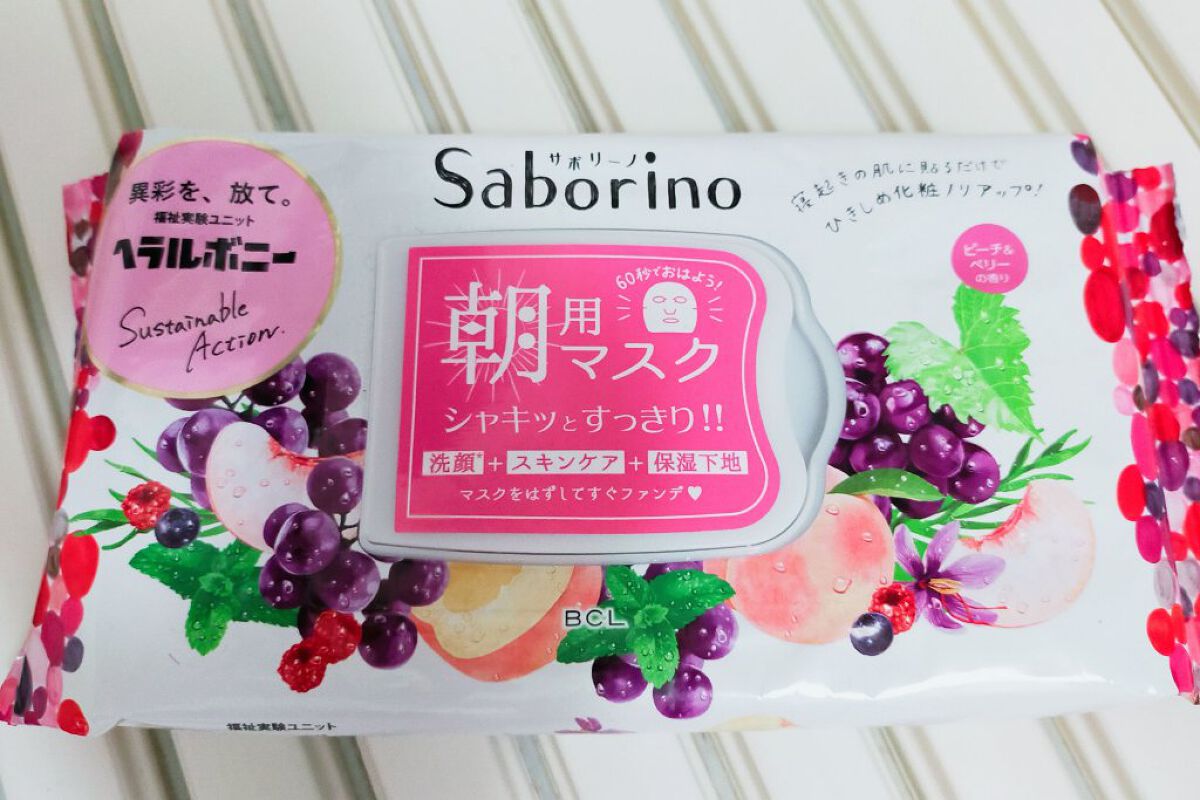 異彩を、放て。
福祉実験ユニット
ヘラルボニー
Sustainable
Action.
サボリーノ
Saborino
寝起きの肌に貼るだけで
ひきしめ化粧ノリアップ!
ピーチ&
ベリー
の香り
60秒でおはよう!
朝用
マスク
シャキッとすっきり!!
洗顔*+スキンケア+保湿下地
マスクをはずしてすぐファンデ♥
BCL
福祉実験ユニット